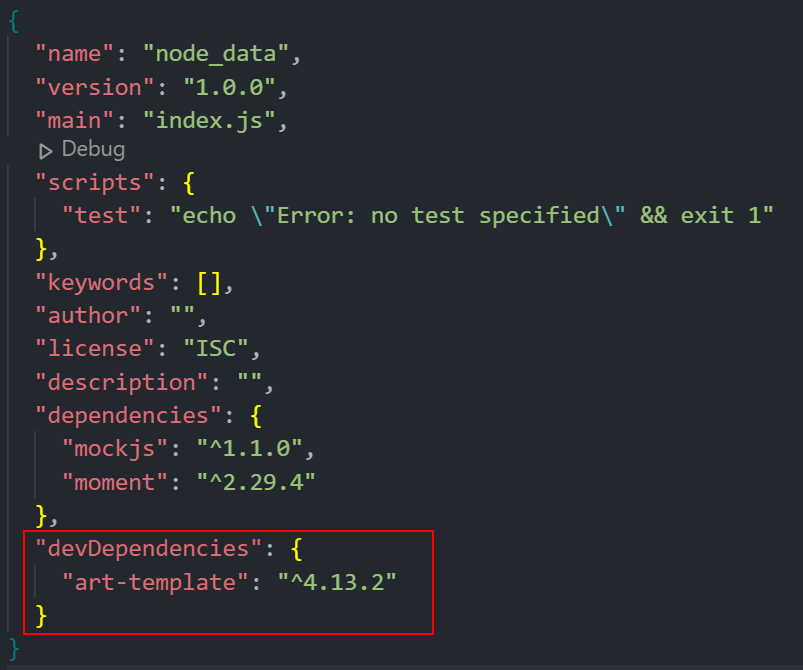 {
"name": "node_data",
"version": "1.0.0",
"main": "index.js",
Debug
"scripts": {
"test": "echo \"Error: no test specified\" && exit 1"
},
"keywords": [],
"author": "",
"license": "ISC",
"description": "",
"dependencies": {
"mockjs": "^1.1.0",
"moment": "^2.29.4"
},
"devDependencies": {
"art-template": "^4.13.2"
}
}